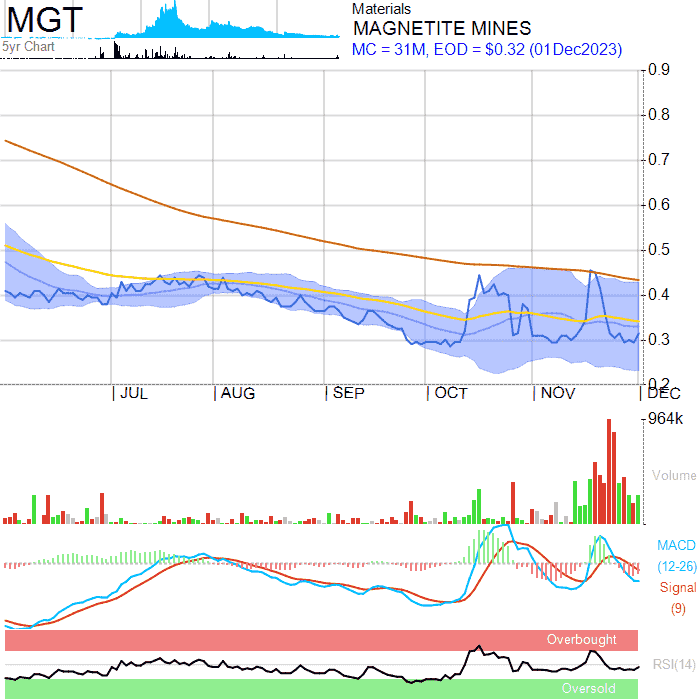 MGT
5yr Chart
Materials
MAGNETITE MINES
MC = 31M, EOD = $0.32 (01Dec2023)
0.9
0.8
0.7
0.6
0.5
0.4
0.3
0.2
JUL AUG SEP OCT NOV DEC
964k
Volume
MACD
(12-26)
Signal
(9)
Overbought
RSI(14)
Oversold